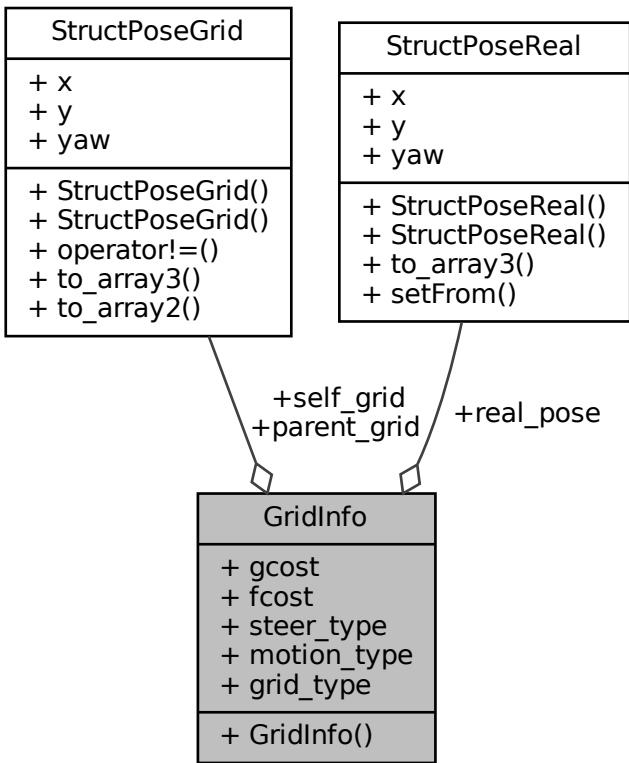 StructPoseGrid
+ x
+ y
+ yaw
+ StructPoseGrid()
+ StructPoseGrid()
+ operator!=()
+ to_array3()
+ to_array2()
StructPoseReal
+ x
+ y
+ yaw
+ StructPoseReal()
+ StructPoseReal()
+ to_array3()
+ setFrom()
+self_grid
+parent_grid
+real_pose
GridInfo
+ gcost
+ fcost
+ steer_type
+ motion_type
+ grid_type
+ GridInfo()